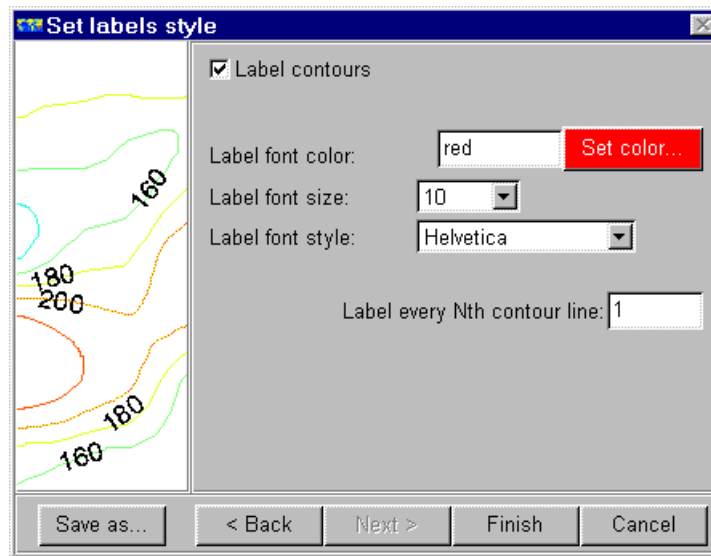 Set labels style
Label contours
Label font color: red Set color...
Label font size: 10
Label font style: Helvetica
Label every Nth contour line: 1
160
180
200
180
160
Save as... < Back Next > Finish Cancel